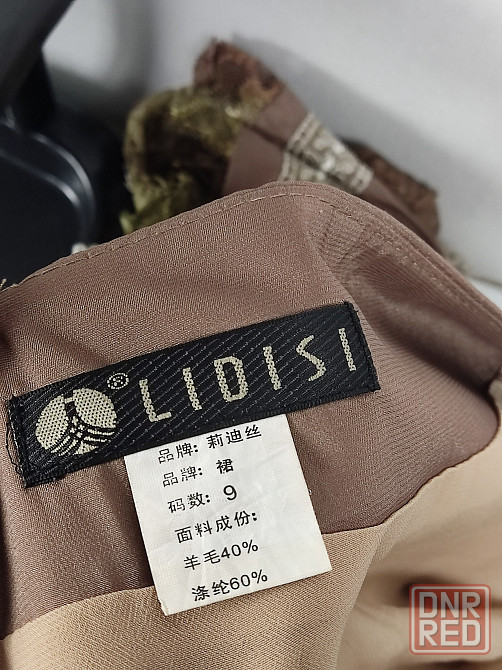 ® LIDISI
品牌: 莉迪丝
品牌: 裙
码数: 9
面料成份:
羊毛40%
涤纶60%
DNR
RED